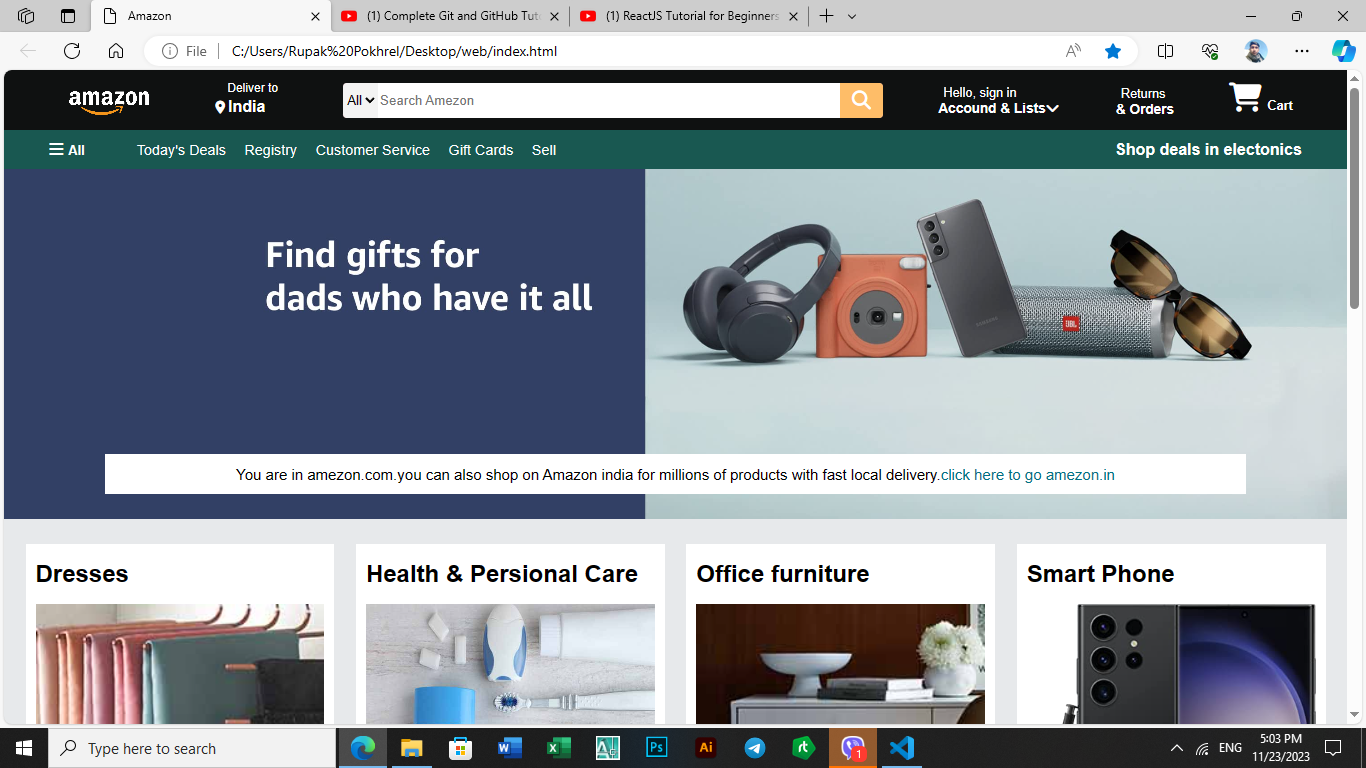 Amazon
(1) Complete Git and GitHub Tut
(1) ReactJS Tutorial for Beginners
File
C:/Users/Rupak%20Pokhrel/Desktop/web/index.html
amazon
Deliver to
India
All
Search Amezon
Hello, sign in
Accound & Lists
Returns
& Orders
Cart
All
Today's Deals
Registry
Customer Service
Gift Cards
Sell
Shop deals in electonics
Find gifts for
dads who have it all
SAMSUNG
JBL
You are in amezon.com.you can also shop on Amazon india for millions of products with fast local delivery.click here to go amezon.in
Dresses
Health & Persional Care
Office furniture
Smart Phone
Type here to search
Ps
Ai
rt
1
ENG
5:03 PM
11/23/2023